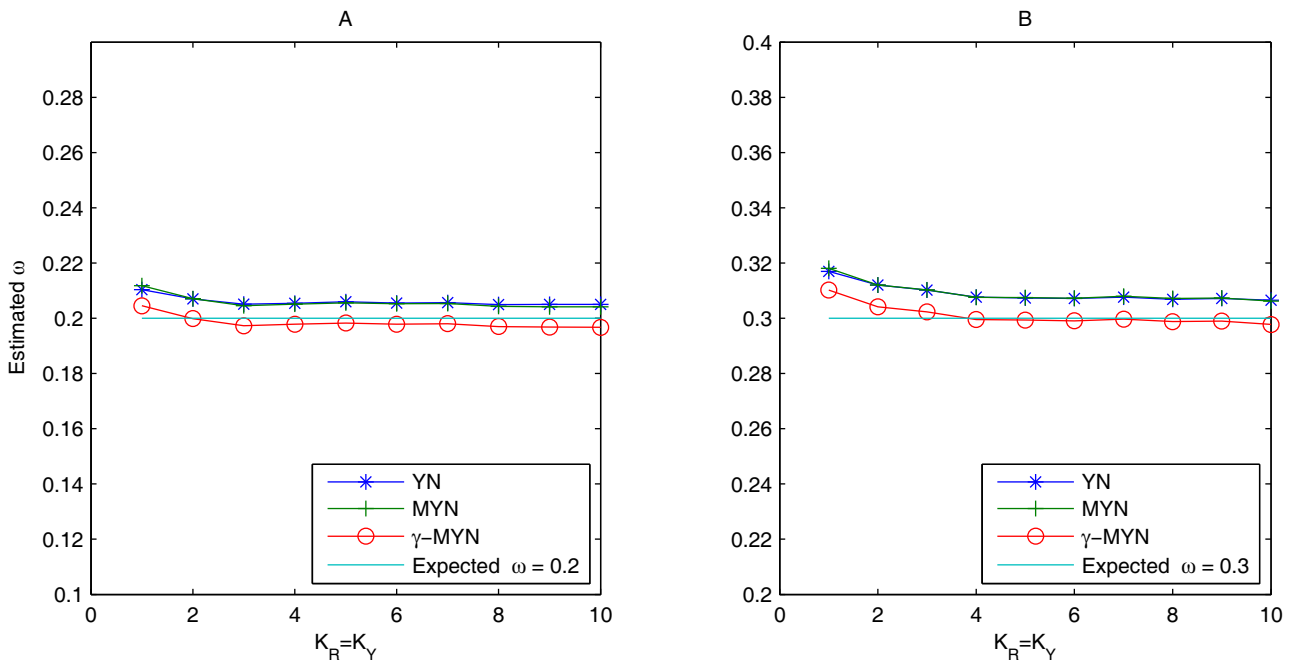 A
0.28
0.26
0.24
0.22
0.2
0.18
0.16
0.14
0.12
0.1
0 2 4 6 8 10
Estimated ω
K_R=K_Y
YN
MYN
γ−MYN
Expected ω = 0.2
B
0.4
0.38
0.36
0.34
0.32
0.3
0.28
0.26
0.24
0.22
0.2
0 2 4 6 8 10
K_R=K_Y
YN
MYN
γ−MYN
Expected ω = 0.3